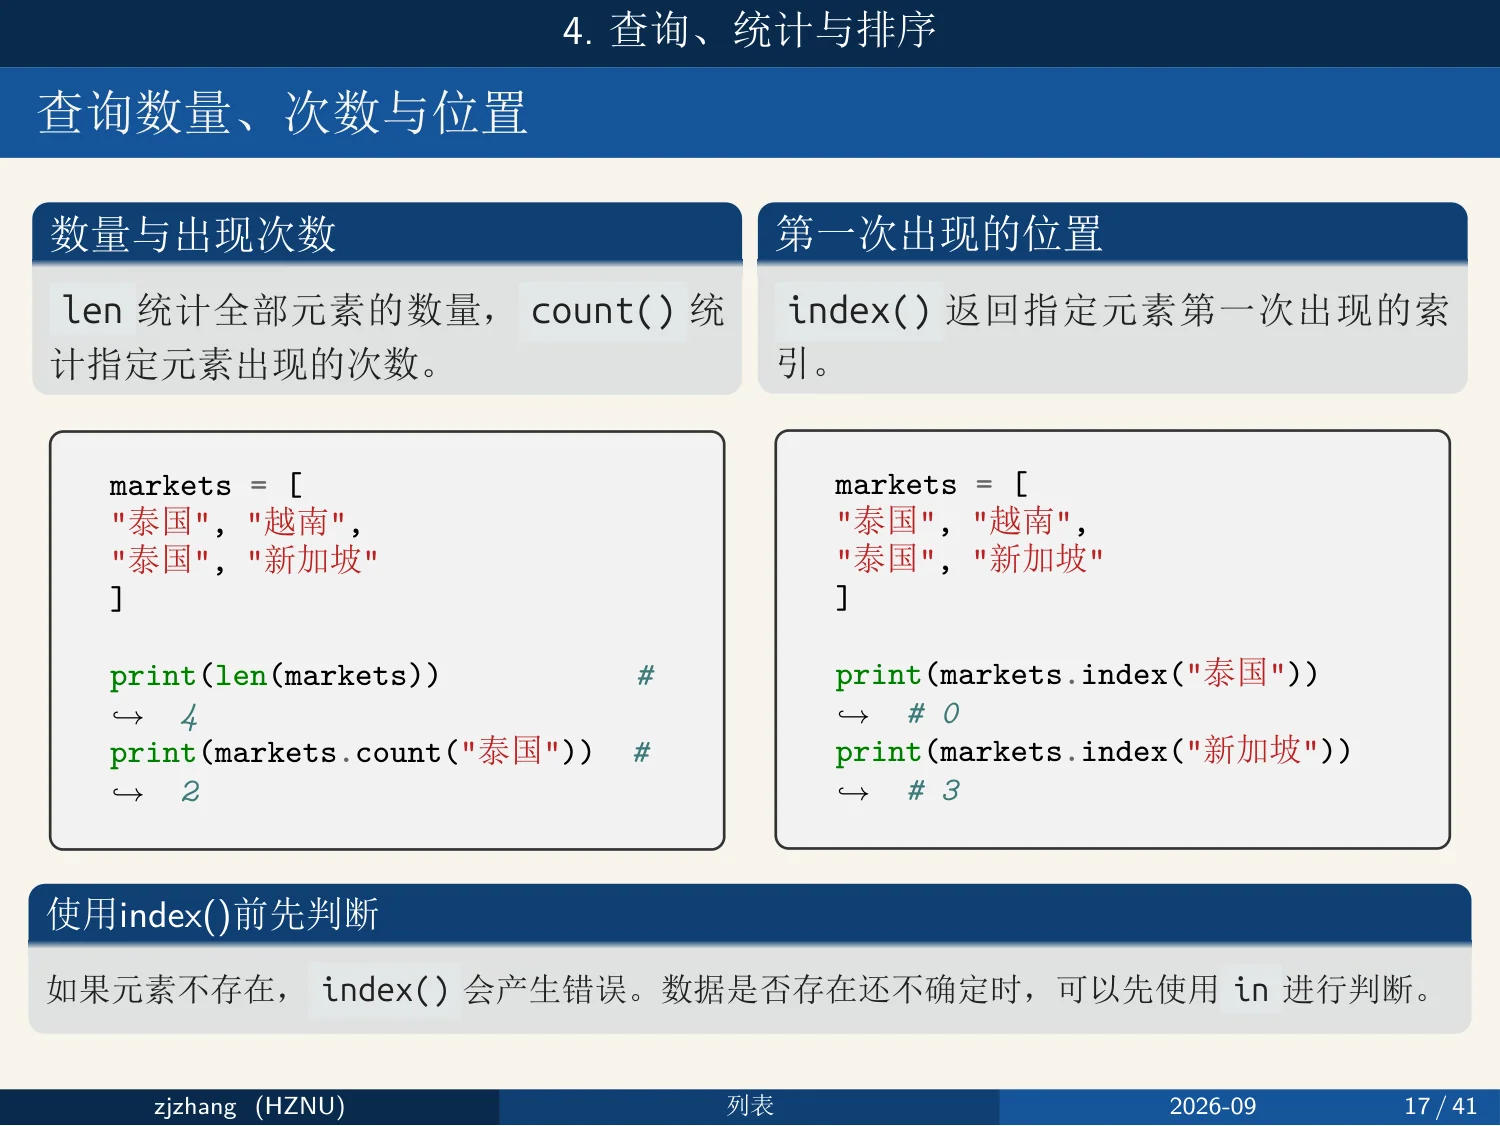 4. 查询、统计与排序
查询数量、次数与位置
数量与出现次数
len 统计全部元素的数量， count() 统
计指定元素出现的次数。
markets = [
"泰国", "越南",
"泰国", "新加坡"
]
print(len(markets)) #
↪ 4
print(markets.count("泰国")) #
↪ 2
第一次出现的位置
index() 返回指定元素第一次出现的索
引。
markets = [
"泰国", "越南",
"泰国", "新加坡"
]
print(markets.index("泰国"))
↪ # 0
print(markets.index("新加坡"))
↪ # 3
使用index()前先判断
如果元素不存在， index() 会产生错误。数据是否存在还不确定时，可以先使用 in 进行判断。
zjzhang (HZNU) 列表 2026-09 17 / 41